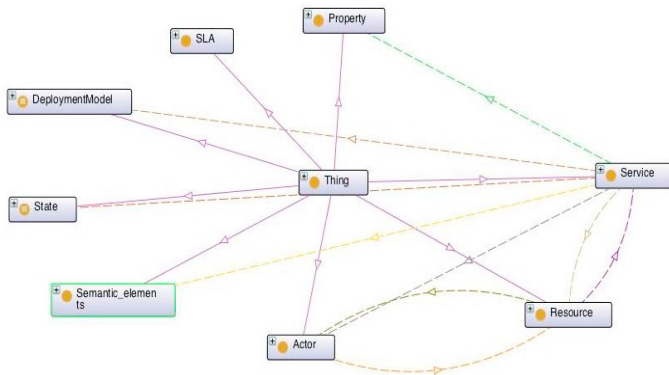 Property
SLA
DeploymentModel
Thing
Service
State
Semantic_elemen
ts
Resource
Actor